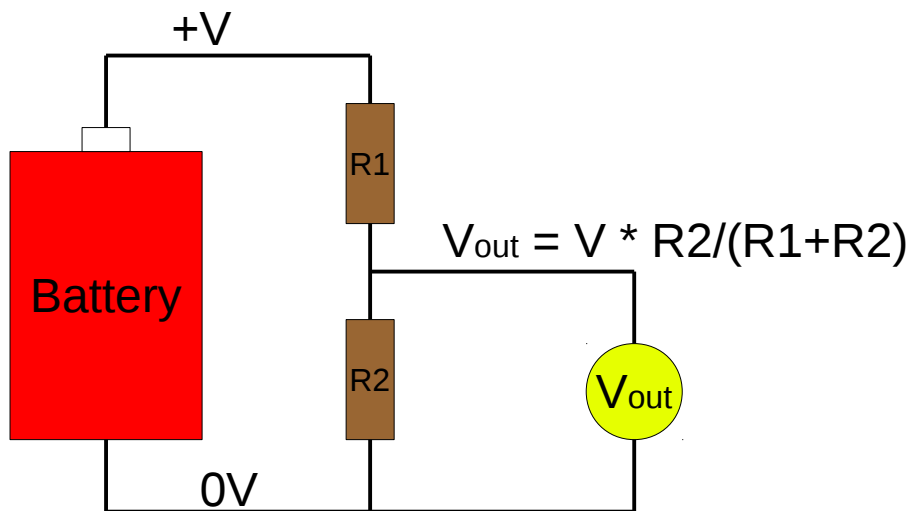 +V
R1
Vout = V * R2/(R1+R2)
Battery
R2
Vout
0V